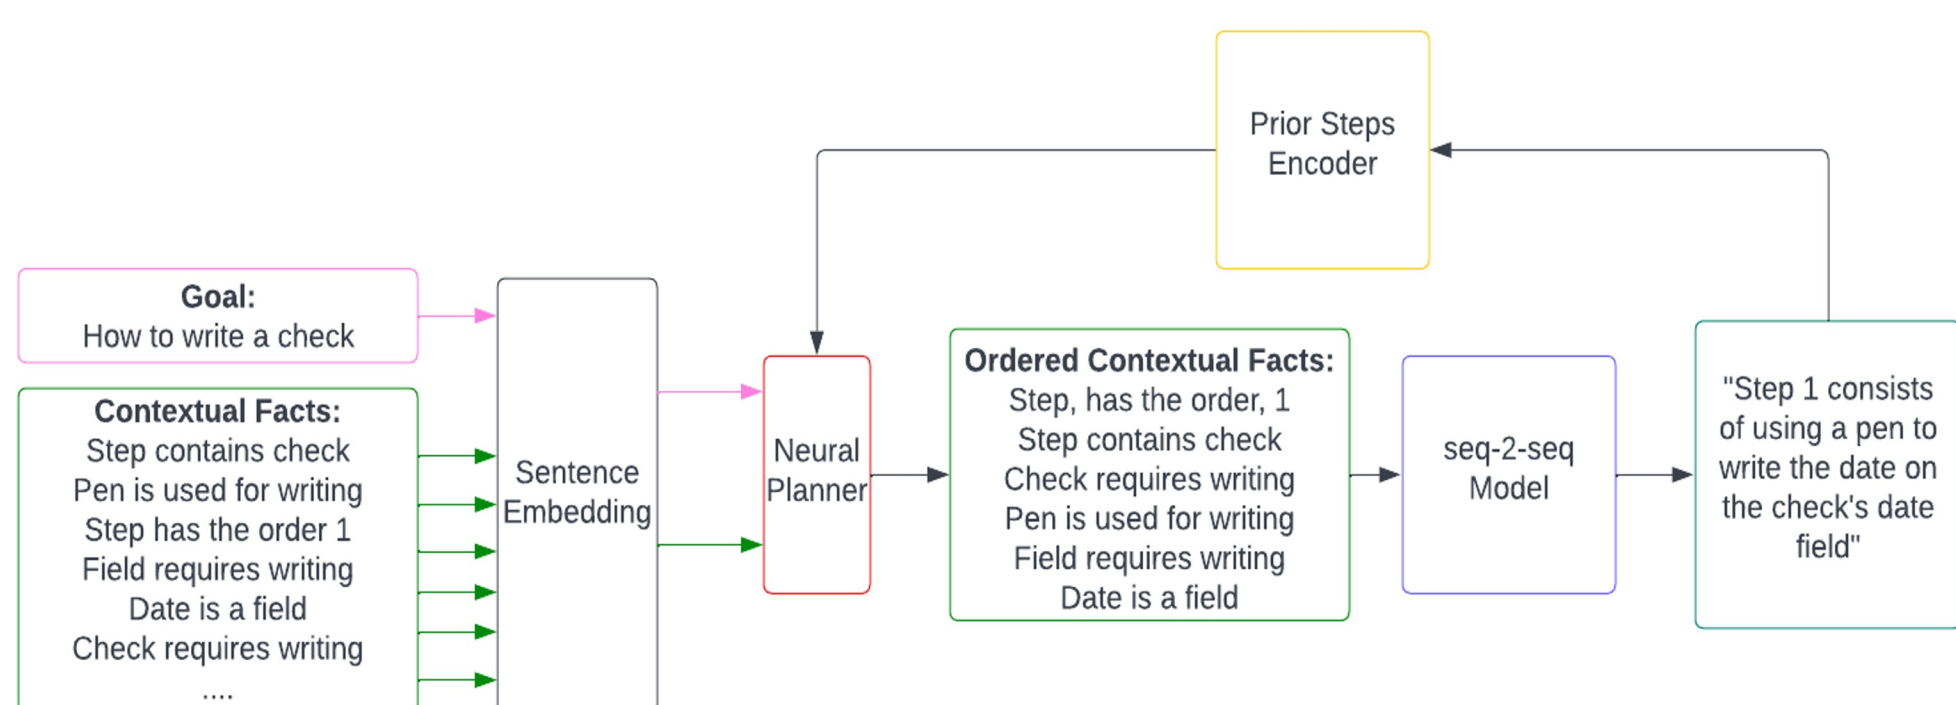 Prior Steps
Encoder
Goal:
How to write a check
Contextual Facts:
Step contains check
Pen is used for writing
Step has the order 1
Field requires writing
Date is a field
Check requires writing
....
Sentence
Embedding
Neural
Planner
Ordered Contextual Facts:
Step, has the order, 1
Step contains check
Check requires writing
Pen is used for writing
Field requires writing
Date is a field
seq-2-seq
Model
"Step 1 consists
of using a pen to
write the date on
the check's date
field"